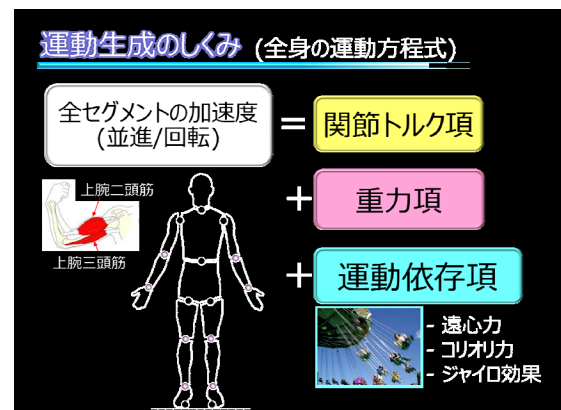 運動生成のしくみ (全身の運動方程式)
全セグメントの加速度
(並進/回転)
= 関節トルク項
上腕二頭筋
上腕三頭筋
+ 重力項
+ 運動依存項
- 遠心力
- コリオリ力
- ジャイロ効果